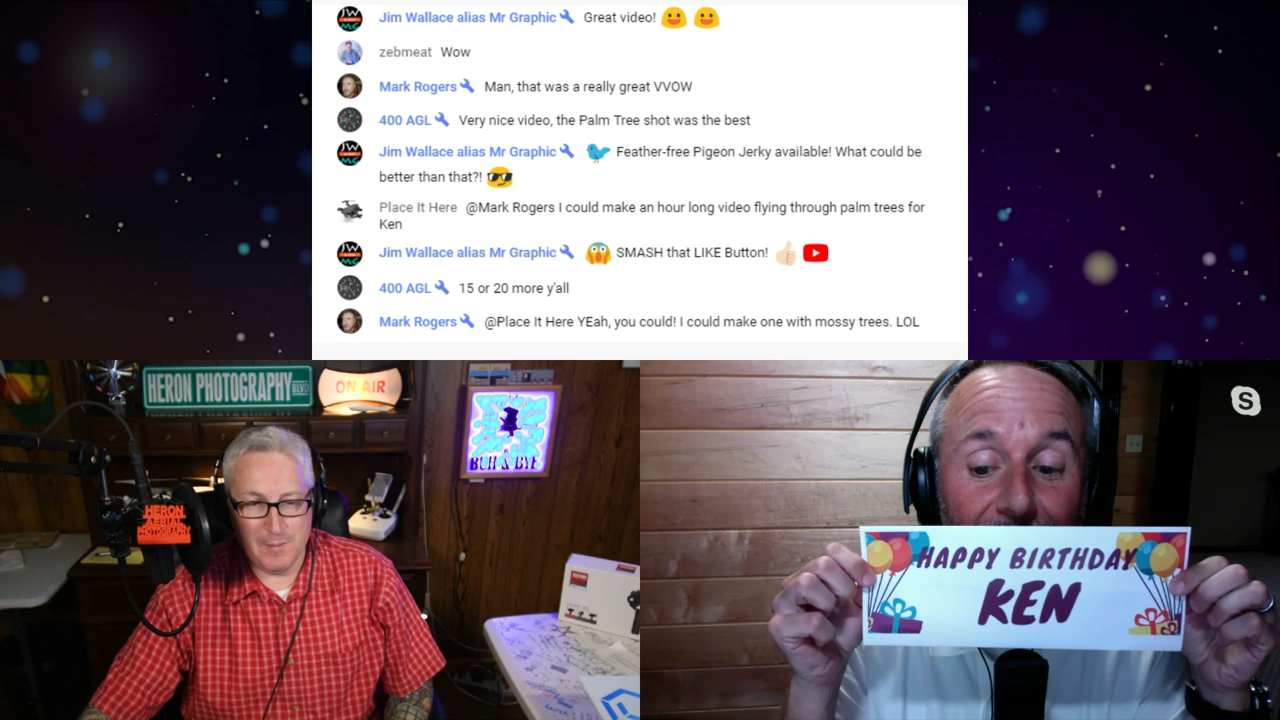 Jim Wallace alias Mr Graphic Great video!
zebmeat Wow
Mark Rogers Man, that was a really great VVOW
400 AGL Very nice video, the Palm Tree shot was the best
Jim Wallace alias Mr Graphic Feather-free Pigeon Jerky available! What could be
better than that?!
Place It Here @Mark Rogers I could make an hour long video flying through palm trees for
Ken
Jim Wallace alias Mr Graphic SMASH that LIKE Button!
400 AGL 15 or 20 more y'all
Mark Rogers @Place It Here YEah, you could! I could make one with mossy trees. LOL
HERON PHOTOGRAPHY BLVD
ON AIR
BUH & BYE
HERON
AERIAL
PHOTOGRAPHY
HAPPY BIRTHDAY
KEN
S